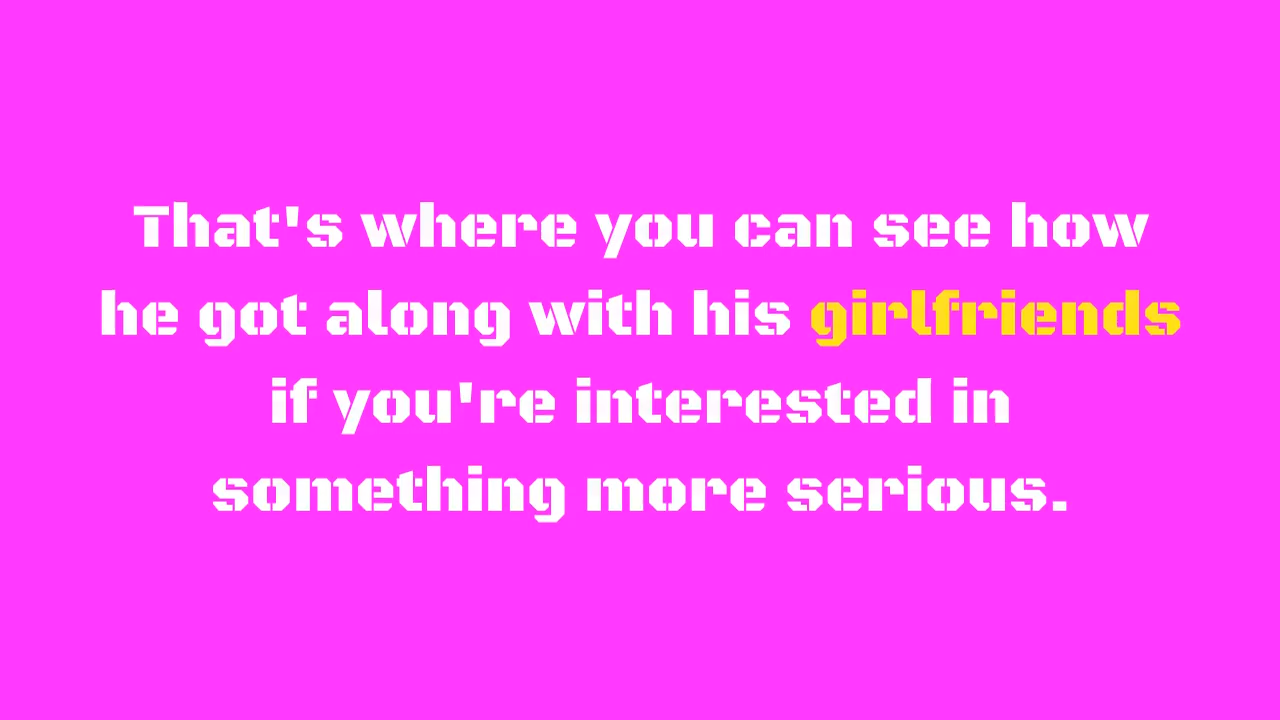 That's where you can see how
he got along with his girlfriends
if you're interested in
something more serious.